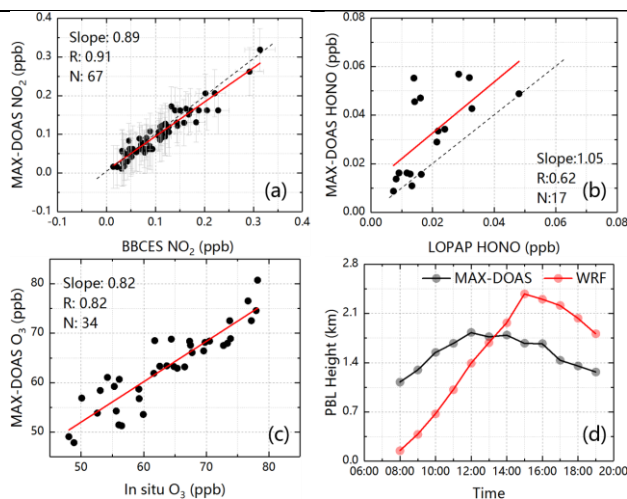 0.4
0.3
0.2
0.1
0.0
-0.1
MAX-DOAS NO₂ (ppb)
Slope: 0.89
R: 0.91
N: 67
(a)
0.0 0.1 0.2 0.3 0.4
BBCES NO₂ (ppb)
0.08
0.06
0.04
0.02
0.00
MAX-DOAS HONO (ppb)
(b)
Slope:1.05
R:0.62
N:17
0.00 0.02 0.04 0.06 0.08
LOPAP HONO (ppb)
80
70
60
50
MAX-DOAS O₃ (ppb)
Slope: 0.82
R: 0.82
N: 34
(c)
50 60 70 80
In situ O₃ (ppb)
2.8
2.1
1.4
0.7
0.0
PBL Height (km)
MAX-DOAS WRF
(d)
06:00 08:00 10:00 12:00 14:00 16:00 18:00 20:00
Time